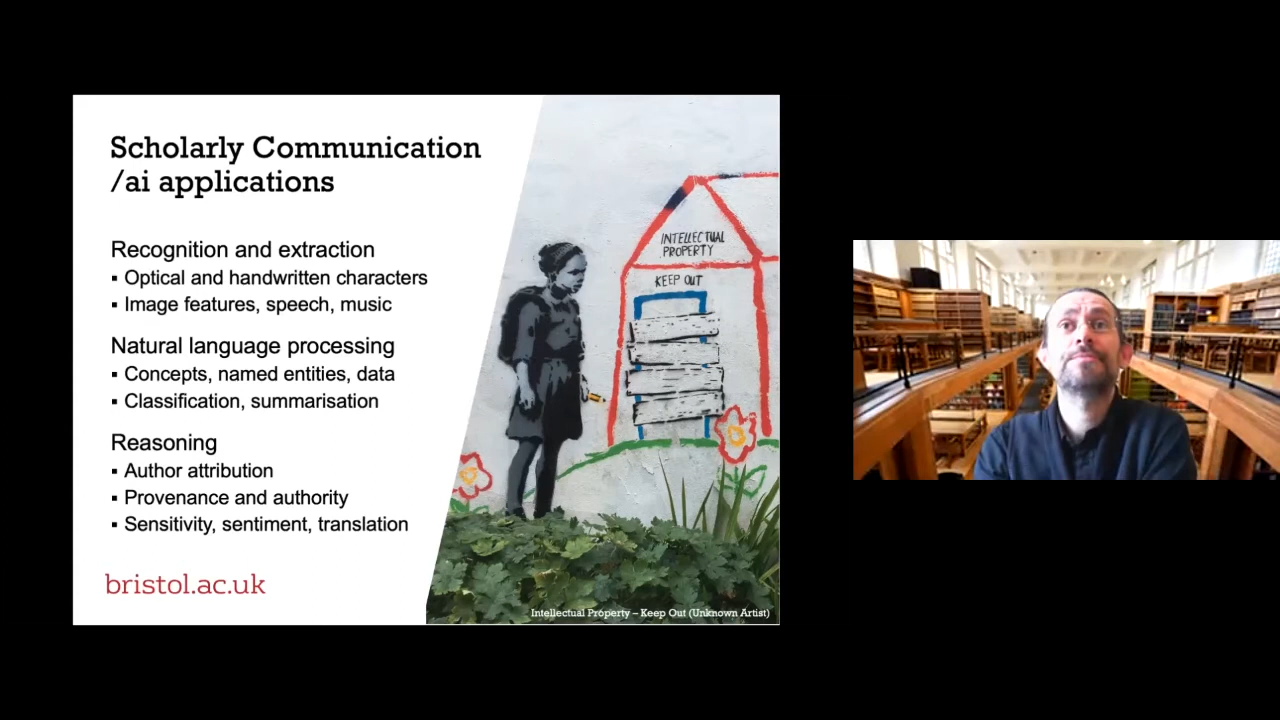 Scholarly Communication
/ai applications
Recognition and extraction
▪ Optical and handwritten characters
▪ Image features, speech, music
Natural language processing
▪ Concepts, named entities, data
▪ Classification, summarisation
Reasoning
▪ Author attribution
▪ Provenance and authority
▪ Sensitivity, sentiment, translation
bristol.ac.uk
INTELLECTUAL
PROPERTY
KEEP OUT
Intellectual Property – Keep Out (Unknown Artist)